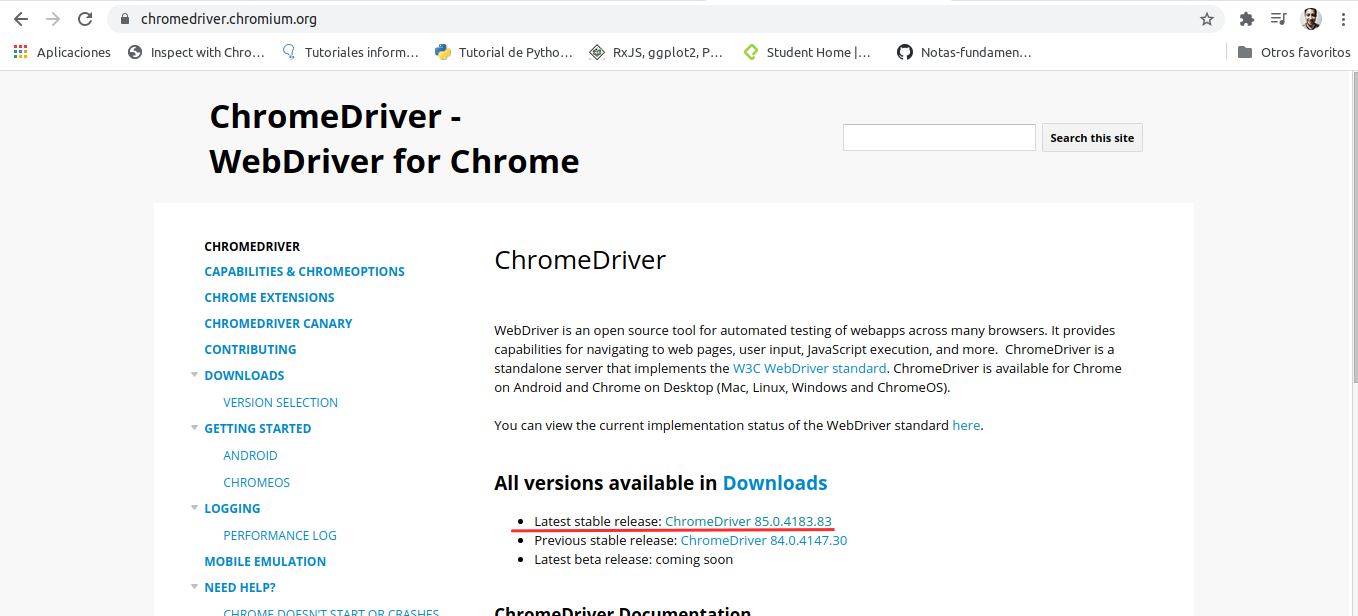 chromedriver.chromium.org
Aplicaciones
Inspect with Chro...
Tutoriales inform...
Tutorial de Pytho...
RxJS, ggplot2, P...
Student Home |...
Notas-fundamen...
Otros favoritos
ChromeDriver -
WebDriver for Chrome
Search this site
CHROMEDRIVER
CAPABILITIES & CHROMEOPTIONS
CHROME EXTENSIONS
CHROMEDRIVER CANARY
CONTRIBUTING
DOWNLOADS
VERSION SELECTION
GETTING STARTED
ANDROID
CHROMEOS
LOGGING
PERFORMANCE LOG
MOBILE EMULATION
NEED HELP?
CHROME DOESN'T START OR CRASHES
ChromeDriver
WebDriver is an open source tool for automated testing of webapps across many browsers. It provides
capabilities for navigating to web pages, user input, JavaScript execution, and more.  ChromeDriver is a
standalone server that implements the W3C WebDriver standard. ChromeDriver is available for Chrome
on Android and Chrome on Desktop (Mac, Linux, Windows and ChromeOS).
You can view the current implementation status of the WebDriver standard here.
All versions available in Downloads
• Latest stable release: ChromeDriver 85.0.4183.83
• Previous stable release: ChromeDriver 84.0.4147.30
• Latest beta release: coming soon
ChromeDriver Documentation